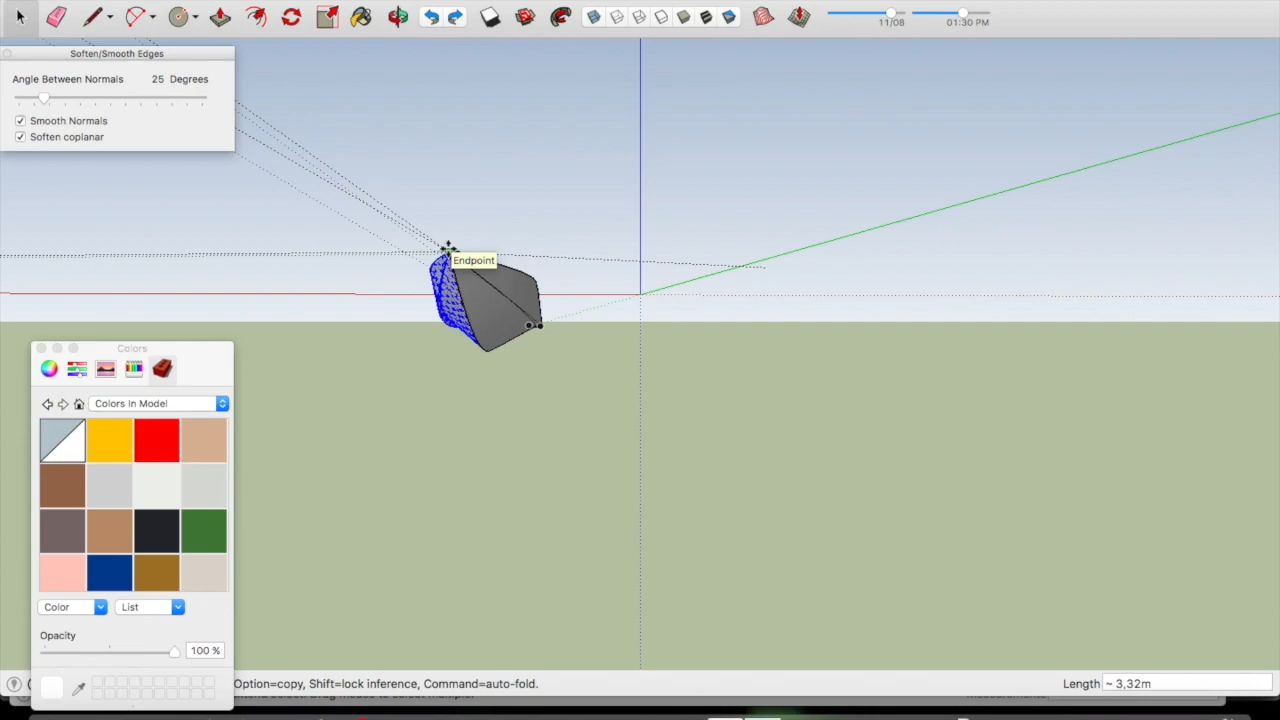 11/08
01:30 PM
Soften/Smooth Edges
Angle Between Normals 25 Degrees
Smooth Normals
Soften coplanar
Endpoint
Colors
Colors In Model
Color
List
Opacity
100 %
Option=copy, Shift=lock inference, Command=auto-fold.
Length ~ 3,32m